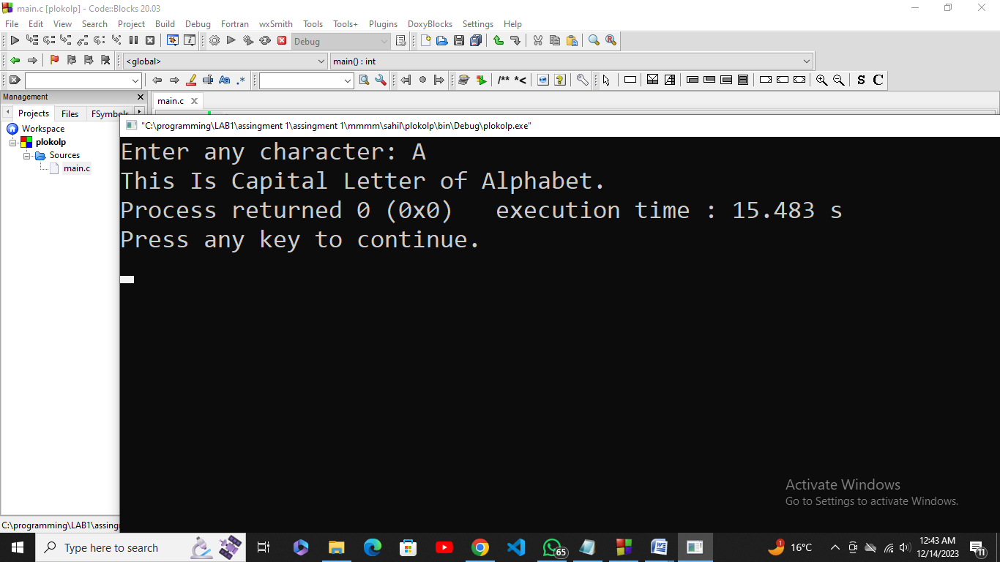 main.c [plokolp] - Code::Blocks 20.03
File Edit View Search Project Build Debug Fortran wxSmith Tools Tools+ Plugins DoxyBlocks Settings Help
Debug
<global> main() : int
Aa .* /** *< S C
Management
main.c
Projects Files FSymbols
Workspace
plokolp
Sources
main.c
"C:\programming\LAB1\assingment 1\assingment 1\mmmm\sahil\plokolp\bin\Debug\plokolp.exe"
Enter any character: A
This Is Capital Letter of Alphabet.
Process returned 0 (0x0)   execution time : 15.483 s
Press any key to continue.
Activate Windows
Go to Settings to activate Windows.
C:\programming\LAB1\assing
Type here to search
65
1
16°C
12:43 AM
12/14/2023
11